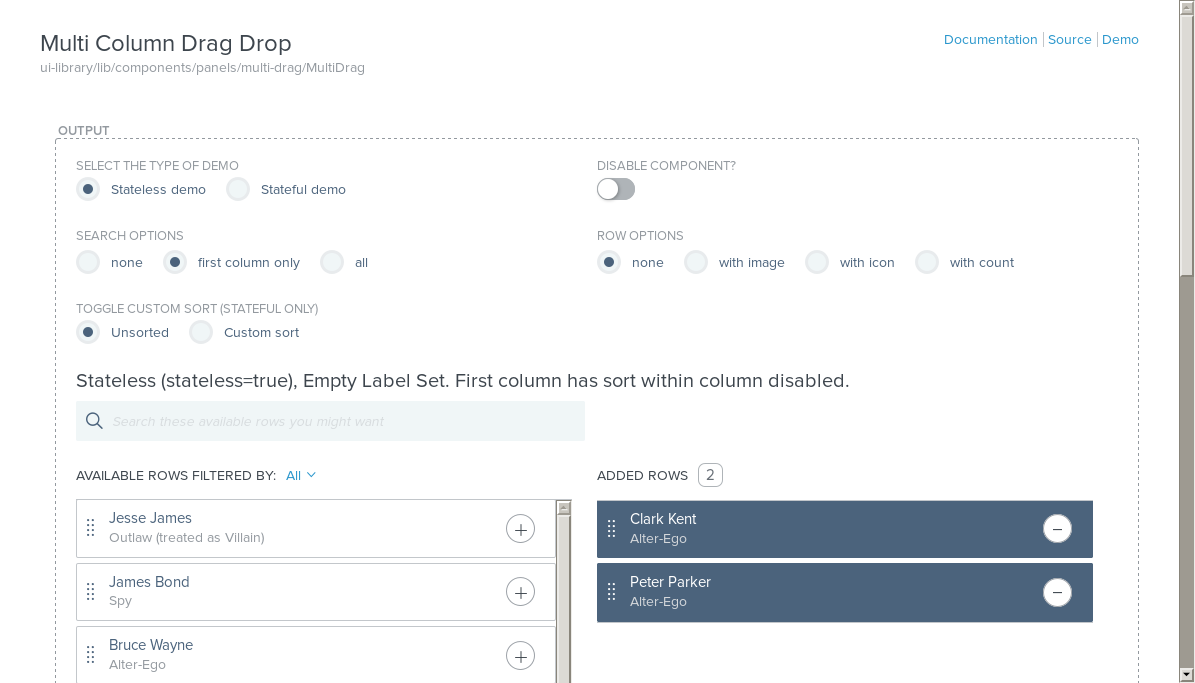 Multi Column Drag Drop
Documentation
Source
Demo
ui-library/lib/components/panels/multi-drag/MultiDrag
OUTPUT
SELECT THE TYPE OF DEMO
DISABLE COMPONENT?
Stateless demo
Stateful demo
SEARCH OPTIONS
ROW OPTIONS
none
first column only
all
none
with image
with icon
with count
TOGGLE CUSTOM SORT (STATEFUL ONLY)
Unsorted
Custom sort
Stateless (stateless=true), Empty Label Set. First column has sort within column disabled.
Search these available rows you might want
AVAILABLE ROWS FILTERED BY: All
ADDED ROWS 2
Jesse James
Outlaw (treated as Villain)
Clark Kent
Alter-Ego
James Bond
Spy
Peter Parker
Alter-Ego
Bruce Wayne
Alter-Ego